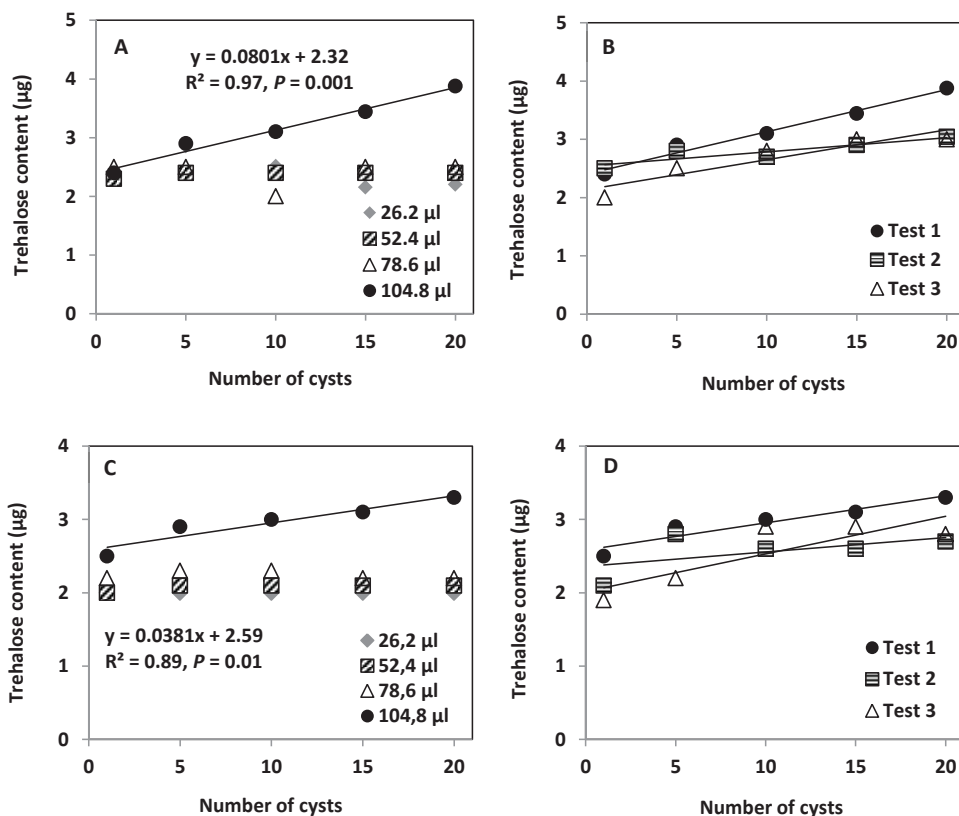 A
y = 0.0801x + 2.32
R² = 0.97, P = 0.001
Trehalose content (µg)
5
4
3
2
1
0
26.2 µl
52.4 µl
78.6 µl
104.8 µl
0 5 10 15 20
Number of cysts
B
Trehalose content (µg)
5
4
3
2
1
0
Test 1
Test 2
Test 3
0 5 10 15 20
Number of cysts
C
Trehalose content (µg)
4
3
2
1
0
y = 0.0381x + 2.59
R² = 0.89, P = 0.01
26,2 µl
52,4 µl
78,6 µl
104,8 µl
0 5 10 15 20
Number of cysts
D
Trehalose content (µg)
4
3
2
1
0
Test 1
Test 2
Test 3
0 5 10 15 20
Number of cysts